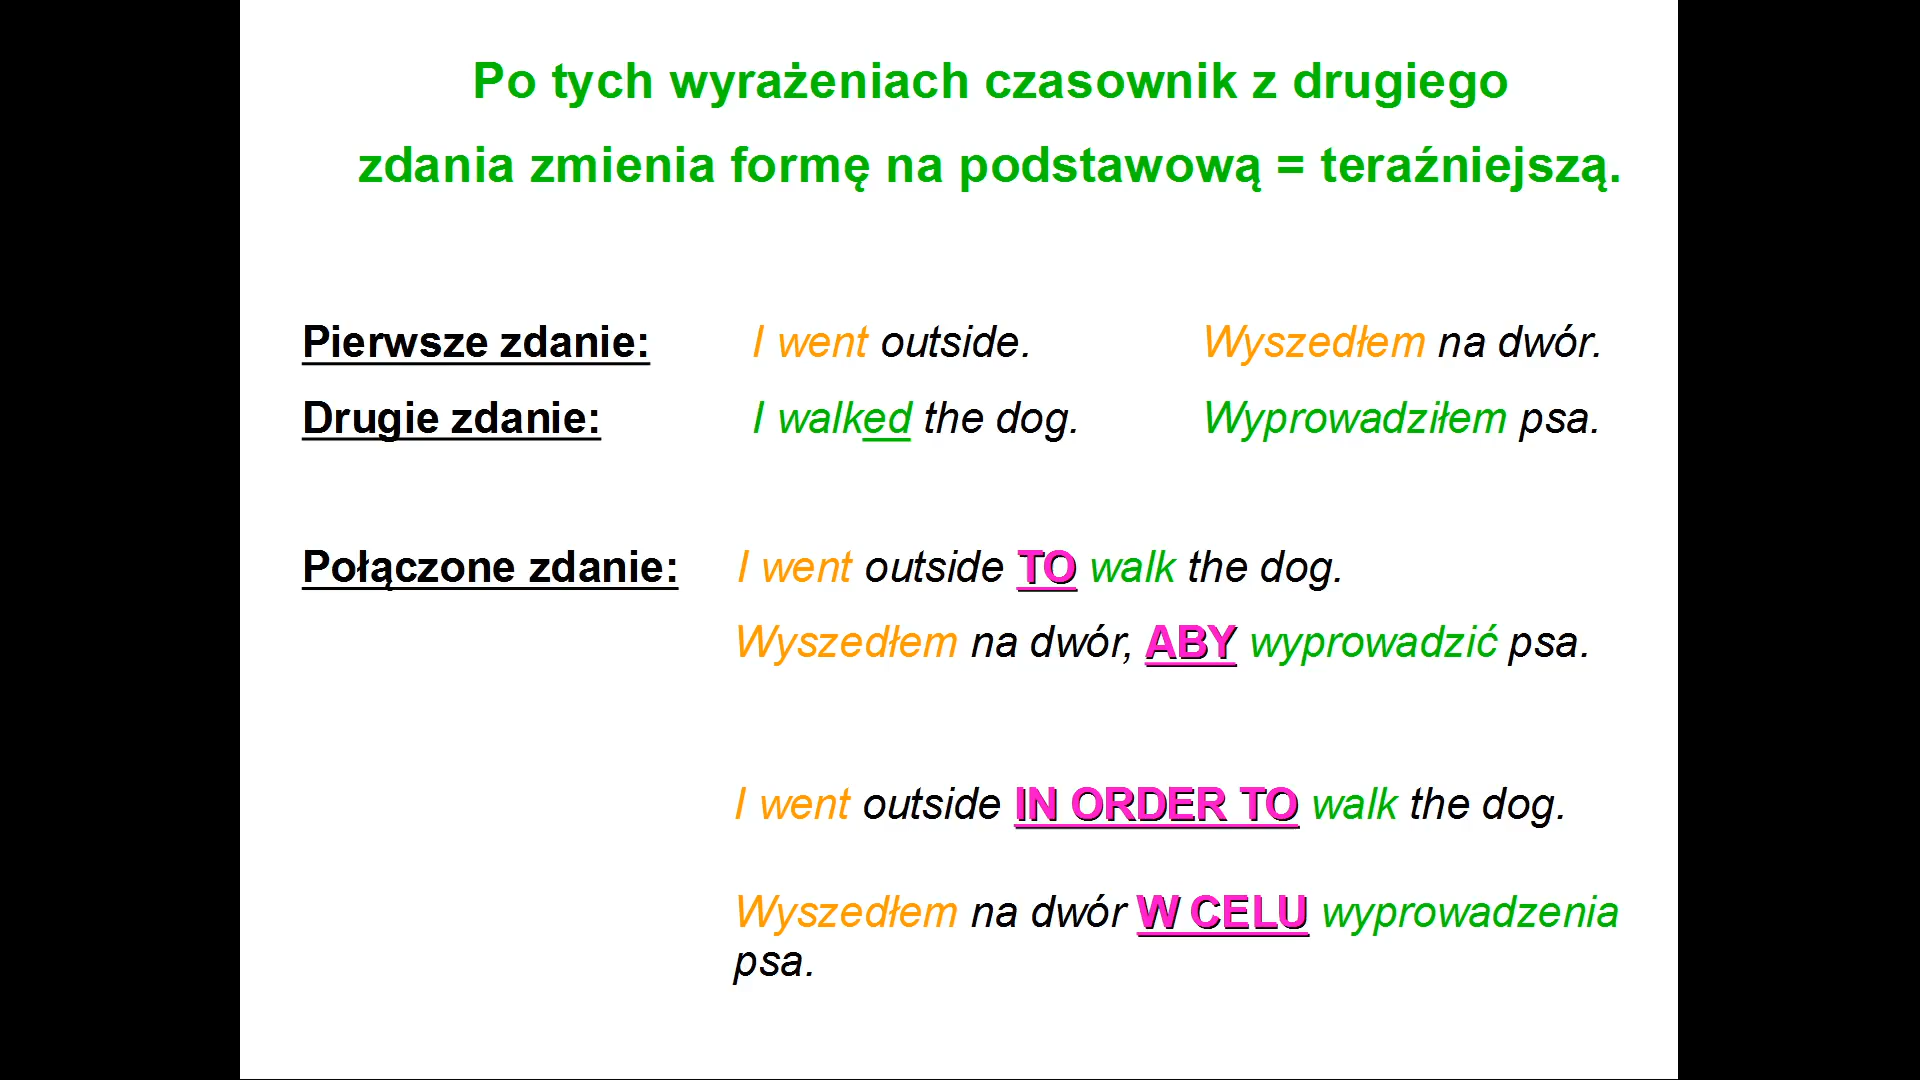 Po tych wyrażeniach czasownik z drugiego
zdania zmienia formę na podstawową = teraźniejszą.
Pierwsze zdanie: I went outside. Wyszedłem na dwór.
Drugie zdanie: I walked the dog. Wyprowadziłem psa.
Połączone zdanie: I went outside TO walk the dog.
Wyszedłem na dwór, ABY wyprowadzić psa.
I went outside IN ORDER TO walk the dog.
Wyszedłem na dwór W CELU wyprowadzenia
psa.